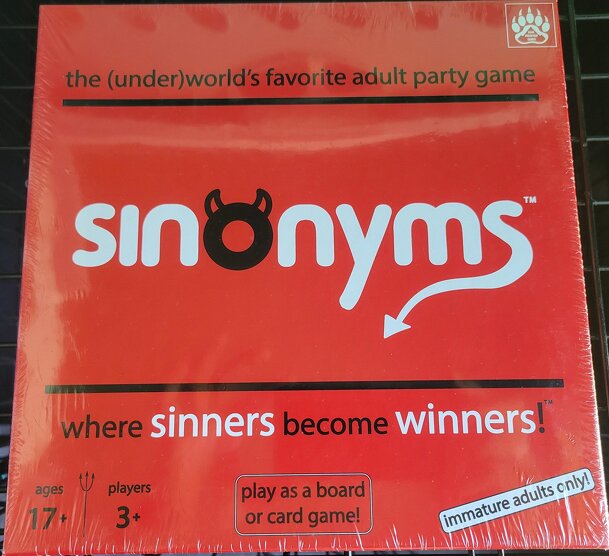 the (under)world's favorite adult party game
sinonyms™
where sinners become winners!™
ages
17+
players
3+
play as a board
or card game!
immature adults only!